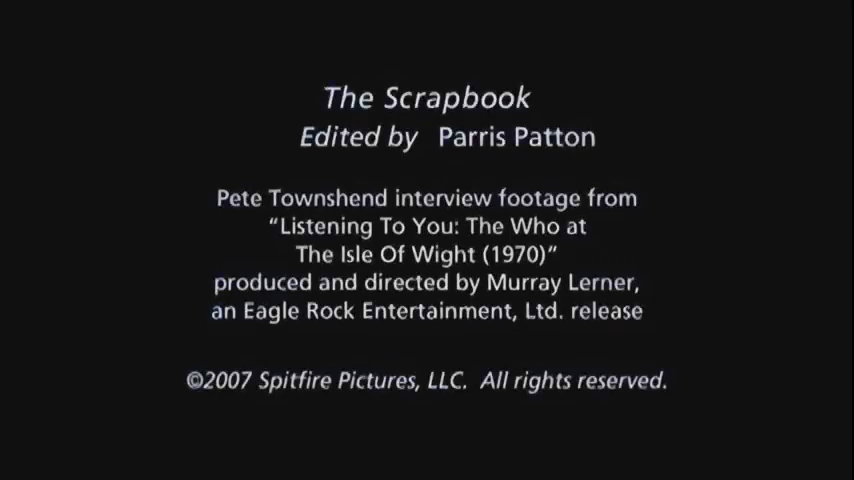 The Scrapbook
Edited by Parris Patton
Pete Townshend interview footage from
“Listening To You: The Who at
The Isle Of Wight (1970)”
produced and directed by Murray Lerner,
an Eagle Rock Entertainment, Ltd. release
©2007 Spitfire Pictures, LLC. All rights reserved.